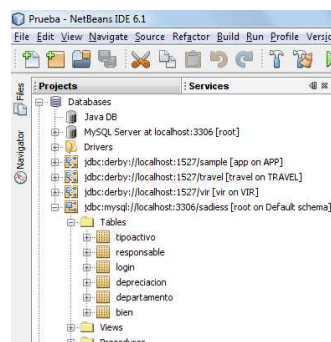 Prueba - NetBeans IDE 6.1
File Edit View Navigate Source Refactor Build Run Profile
Files
Navigator
Projects
Services
Databases
Java DB
MySQL Server at localhost:3306 [root]
Drivers
jdbc:derby://localhost:1527/sample [app on APP]
jdbc:derby://localhost:1527/travel [travel on TRAVEL]
jdbc:derby://localhost:1527/vir [vir on VIR]
jdbc:mysql://localhost:3306/sadiess [root on Default schema]
Tables
tipoactivo
responsable
login
depreciacion
departamento
bien
Views
Procedures